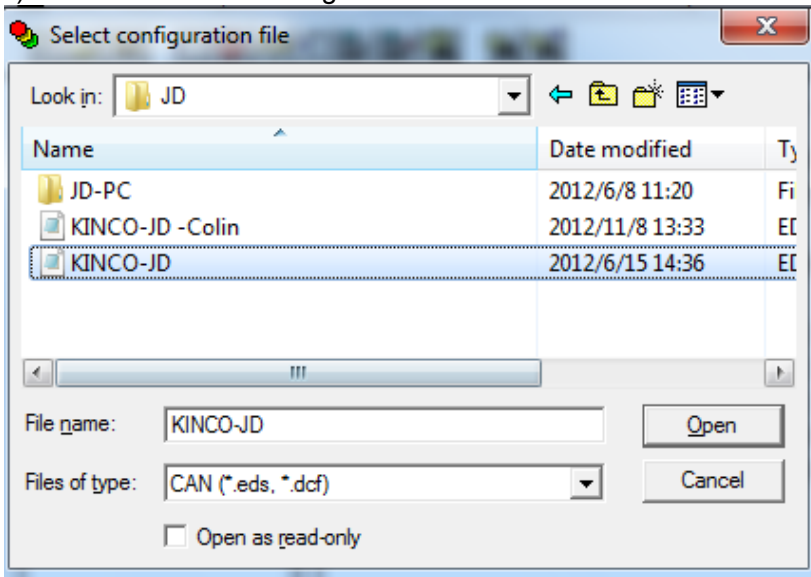 Select configuration file
Look in: JD
Name Date modified Ty
JD-PC 2012/6/8 11:20 Fi
KINCO-JD -Colin 2012/11/8 13:33 ED
KINCO-JD 2012/6/15 14:36 ED
File name: KINCO-JD Open
Files of type: CAN (*.eds, *.dcf) Cancel
Open as read-only